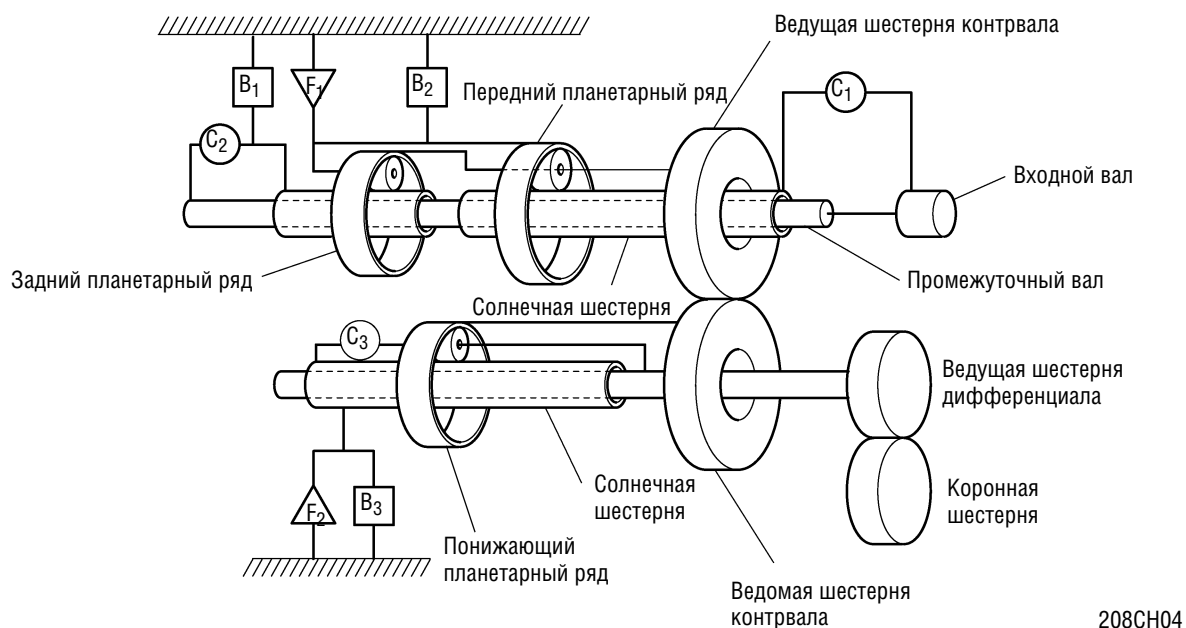 Ведущая шестерня контрвала
B1
F1
B2
Передний планетарный ряд
C1
C2
Входной вал
Задний планетарный ряд
Солнечная шестерня
Промежуточный вал
C3
Ведущая шестерня
дифференциала
Солнечная
шестерня
Коронная
шестерня
F2
B3
Понижающий
планетарный ряд
Ведомая шестерня
контрвала
208CH04